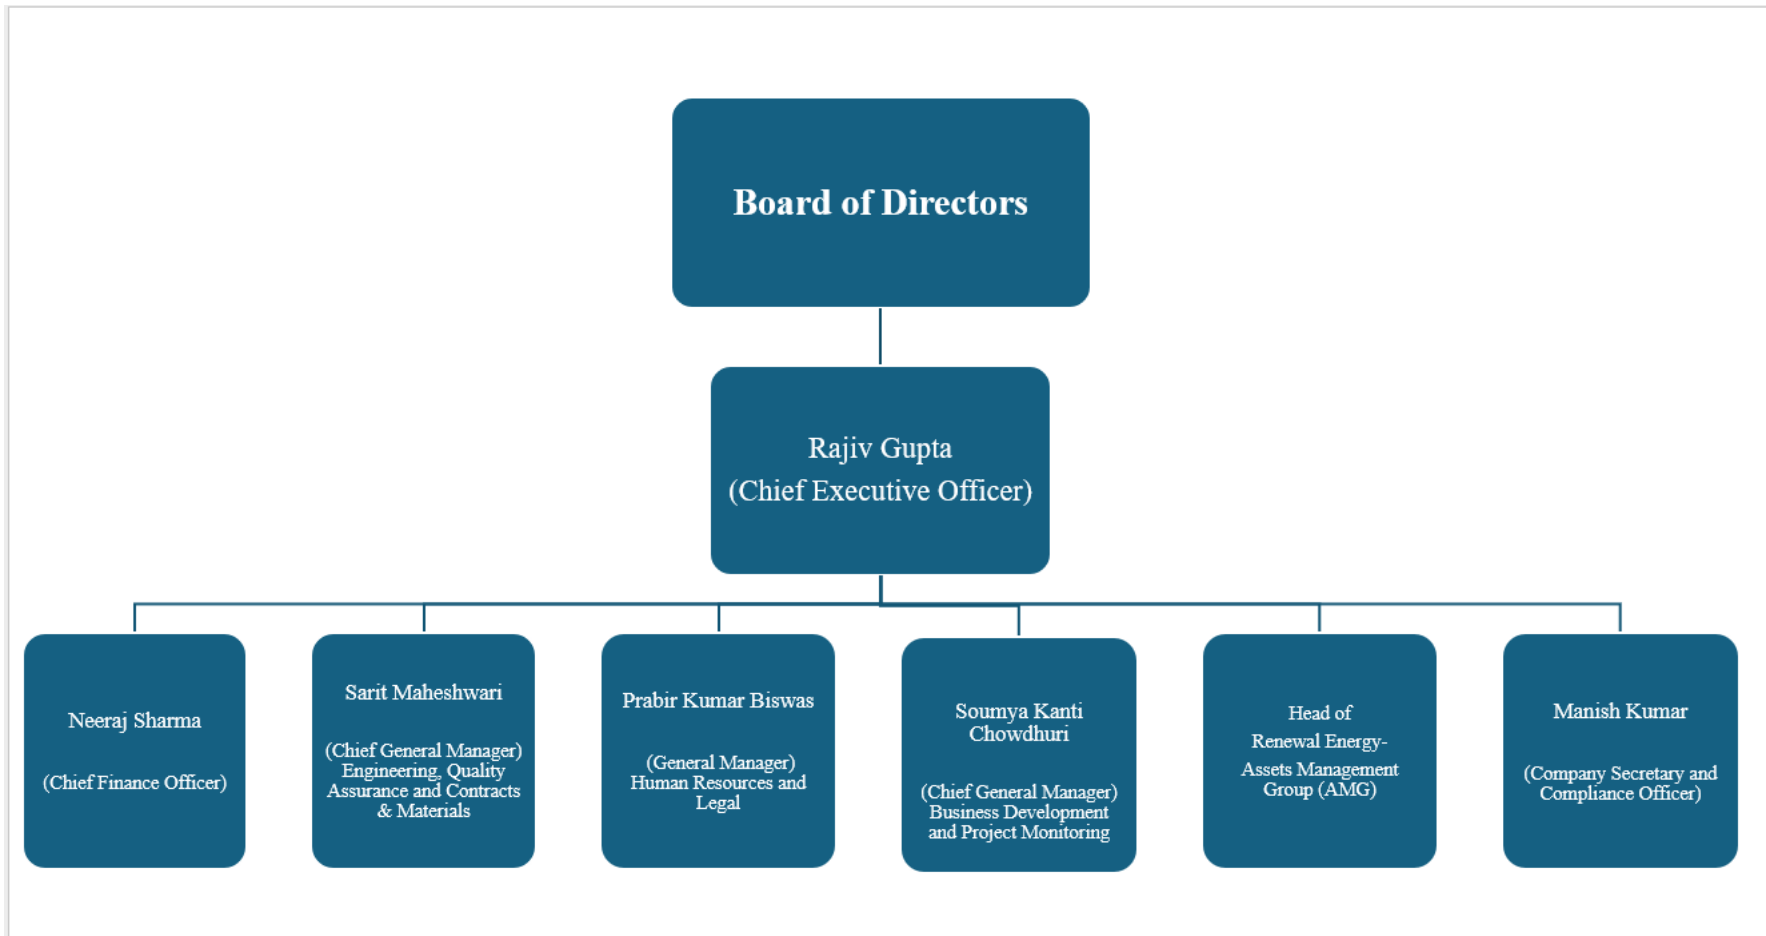 Board of Directors
Rajiv Gupta
(Chief Executive Officer)
Neeraj Sharma
(Chief Finance Officer)
Sarit Maheshwari
(Chief General Manager)
Engineering, Quality
Assurance and Contracts
& Materials
Prabir Kumar Biswas
(General Manager)
Human Resources and
Legal
Soumya Kanti
Chowdhuri
(Chief General Manager)
Business Development
and Project Monitoring
Head of
Renewal Energy-
Assets Management
Group (AMG)
Manish Kumar
(Company Secretary and
Compliance Officer)